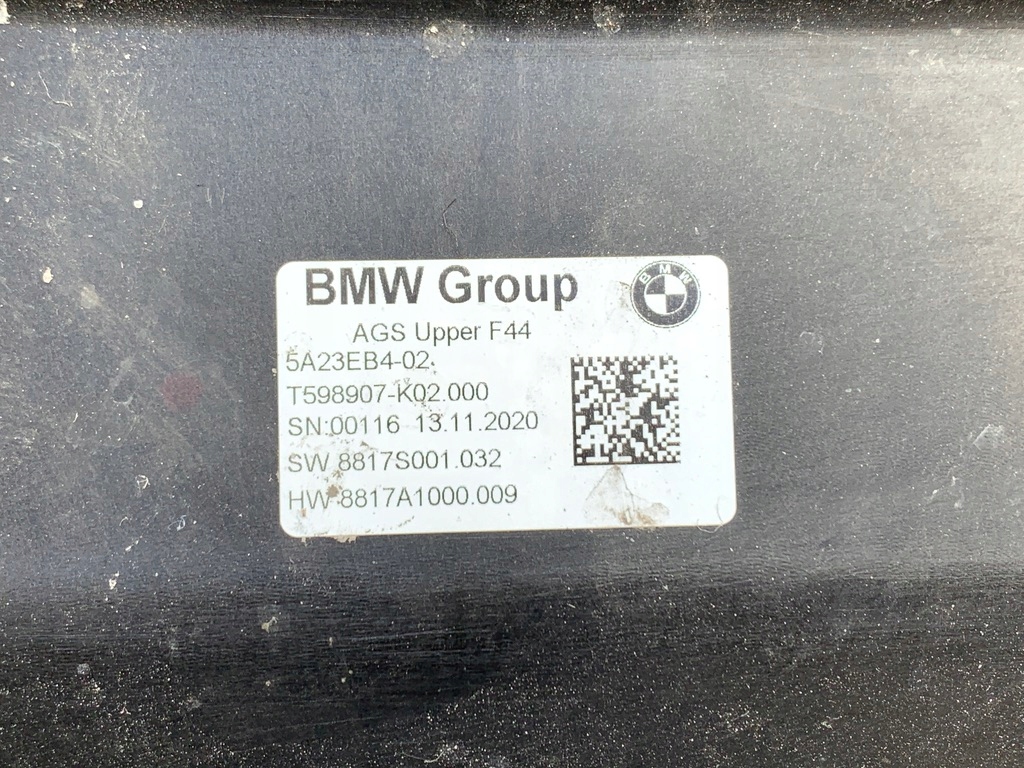 BMW Group
BMW
AGS Upper F44
5A23EB4-02
T598907-K02.000
SN:00116 13.11.2020
SW 8817S001.032
HW 8817A1000.009